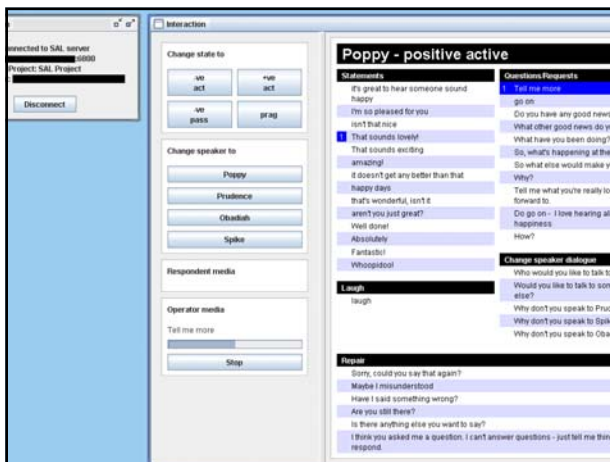 Interaction
connected to SAL server
:6800
Project: SAL Project
Disconnect
Change state to
-ve act
+ve act
-ve pass
prag
Change speaker to
Poppy
Prudence
Obadiah
Spike
Respondent media
Operator media
Tell me more
Stop
Poppy - positive active
Statements
it's great to hear someone sound
happy
I'm so pleased for you
isn't that nice
1 That sounds lovely!
That sounds exciting
amazing!
it doesn't get any better than that
happy days
that's wonderful, isn't it
aren't you just great?
Well done!
Absolutely
Fantastic!
Whoopidoo!
Laugh
laugh
Questions/Requests
1 Tell me more
go on
Do you have any good news
What other good news do
What have you been doing?
So, what's happening at the
So what else would make
Why?
Tell me what you're really
forward to.
Do go on - I love hearing
happiness.
How?
Change speaker dialogue
Who would you like to talk
Would you like to talk to
else?
Why don't you speak to
Why don't you speak to
Why don't you speak to
Repair
Sorry, could you say that again?
Maybe I misunderstood
Have I said something wrong?
Are you still there?
Is there anything else you want to say?
I think you asked me a question. I can't answer questions - just tell me
respond.